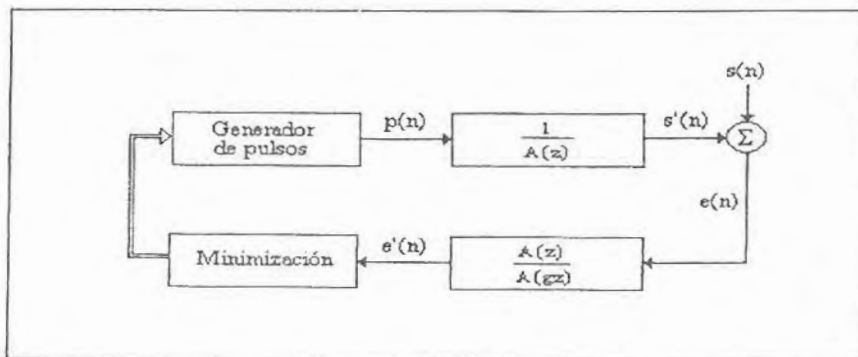 s(n)
Generador
de pulsos
p(n)
1
A(z)
s'(n)
Σ
e(n)
Minimización
e'(n)
A(z)
A(gz)